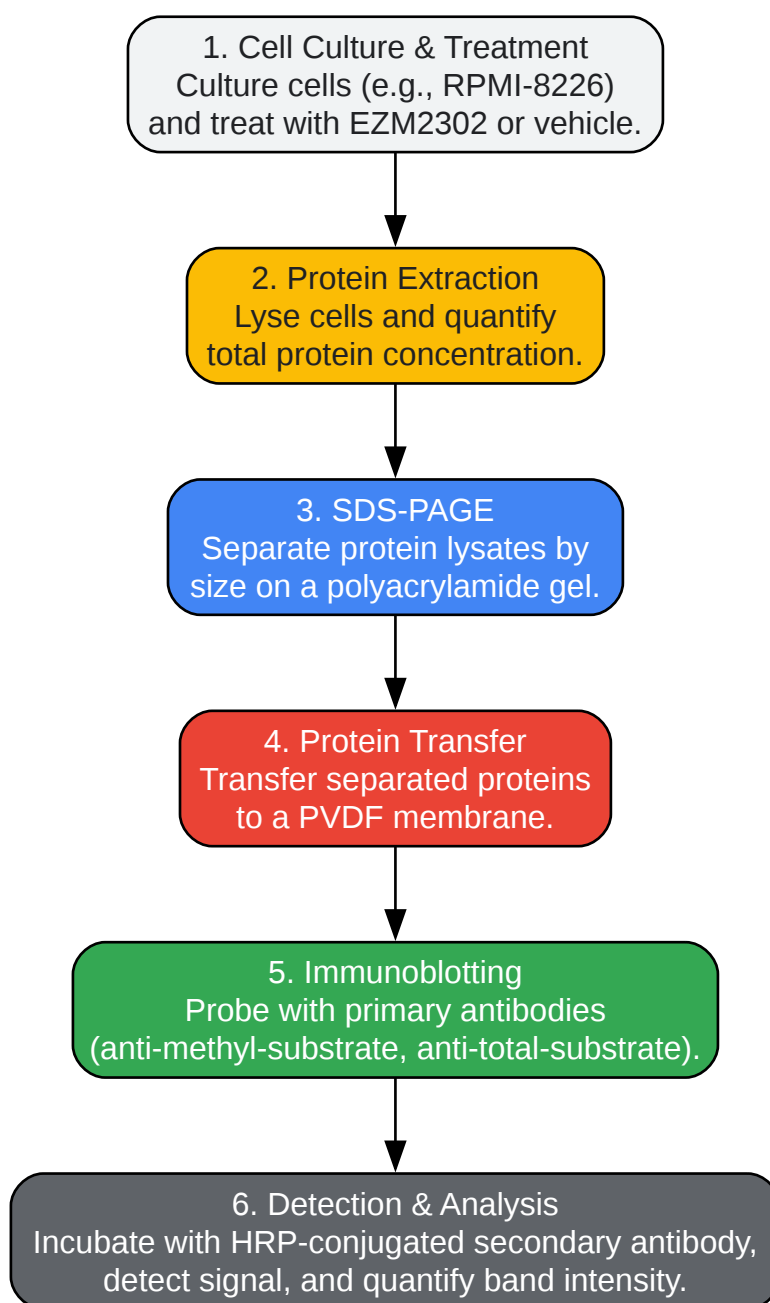 1. Cell Culture & Treatment
Culture cells (e.g., RPMI-8226)
and treat with EZM2302 or vehicle.
2. Protein Extraction
Lyse cells and quantify
total protein concentration.
3. SDS-PAGE
Separate protein lysates by
size on a polyacrylamide gel.
4. Protein Transfer
Transfer separated proteins
to a PVDF membrane.
5. Immunoblotting
Probe with primary antibodies
(anti-methyl-substrate, anti-total-substrate).
6. Detection & Analysis
Incubate with HRP-conjugated secondary antibody,
detect signal, and quantify band intensity.